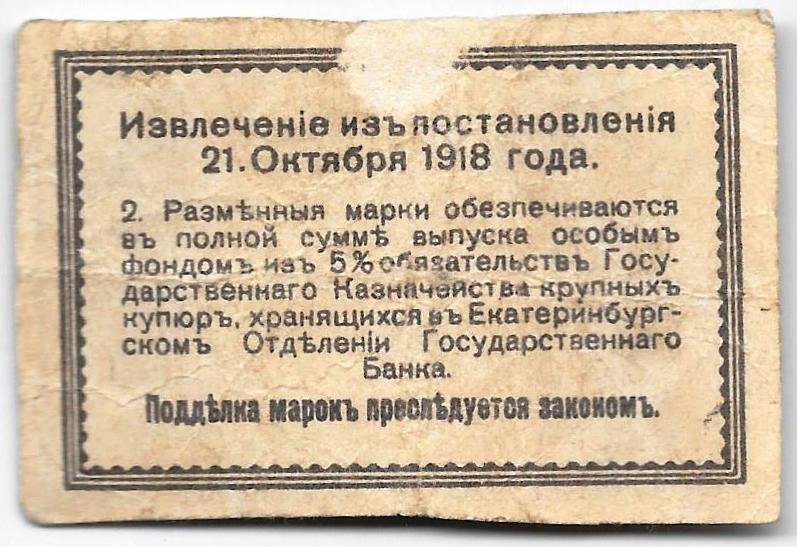 Извлеченіе изъ постановленія
21. Октября 1918 года.
2. Размѣнныя марки обезпечиваются
въ полной суммѣ выпуска особымъ
фондомъ изъ 5% обязательствъ Госу-
дарственнаго Казначейства крупныхъ
купюръ, хранящихся въ Екатеринбург-
скомъ Отдѣленіи Государственнаго
Банка.
Поддѣлка марокъ преслѣдуется закономъ.